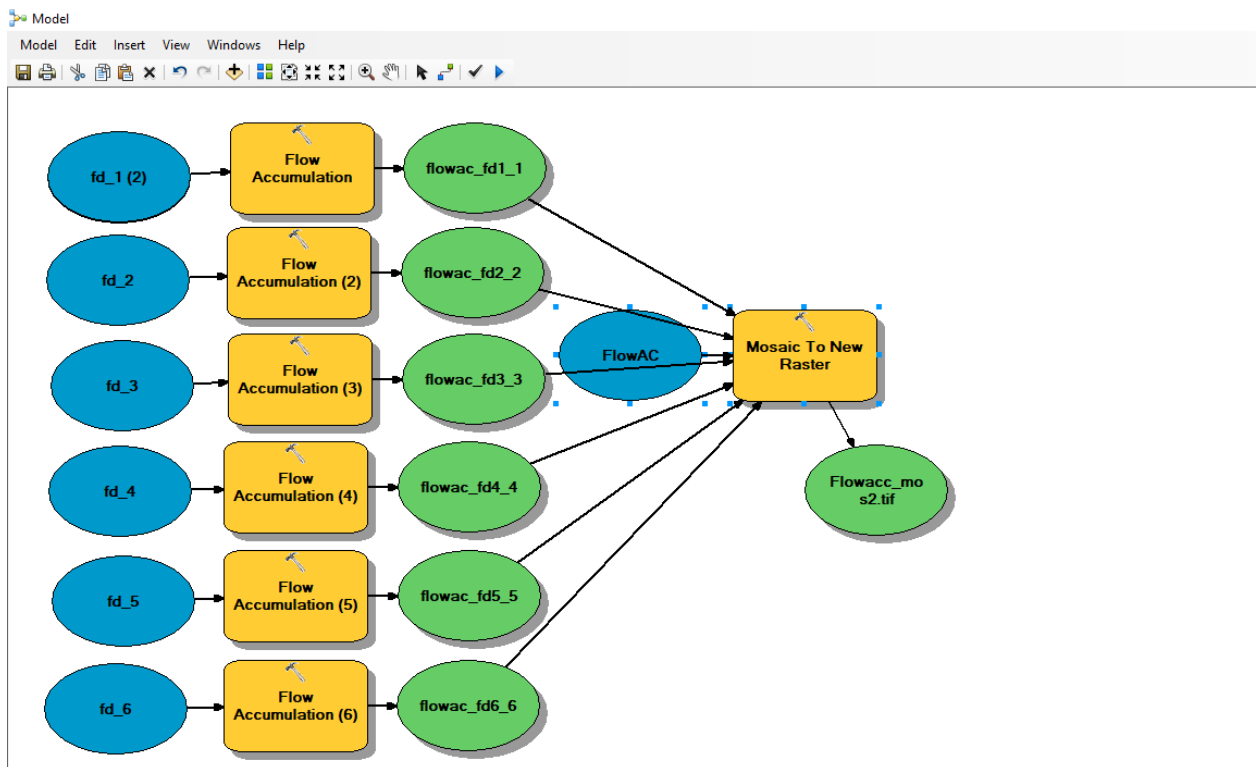 Model
Model Edit Insert View Windows Help
fd_1 (2)
Flow
Accumulation
flowac_fd1_1
fd_2
Flow
Accumulation (2)
flowac_fd2_2
fd_3
Flow
Accumulation (3)
flowac_fd3_3
FlowAC
Mosaic To New
Raster
fd_4
Flow
Accumulation (4)
flowac_fd4_4
Flowacc_mo
s2.tif
fd_5
Flow
Accumulation (5)
flowac_fd5_5
fd_6
Flow
Accumulation (6)
flowac_fd6_6